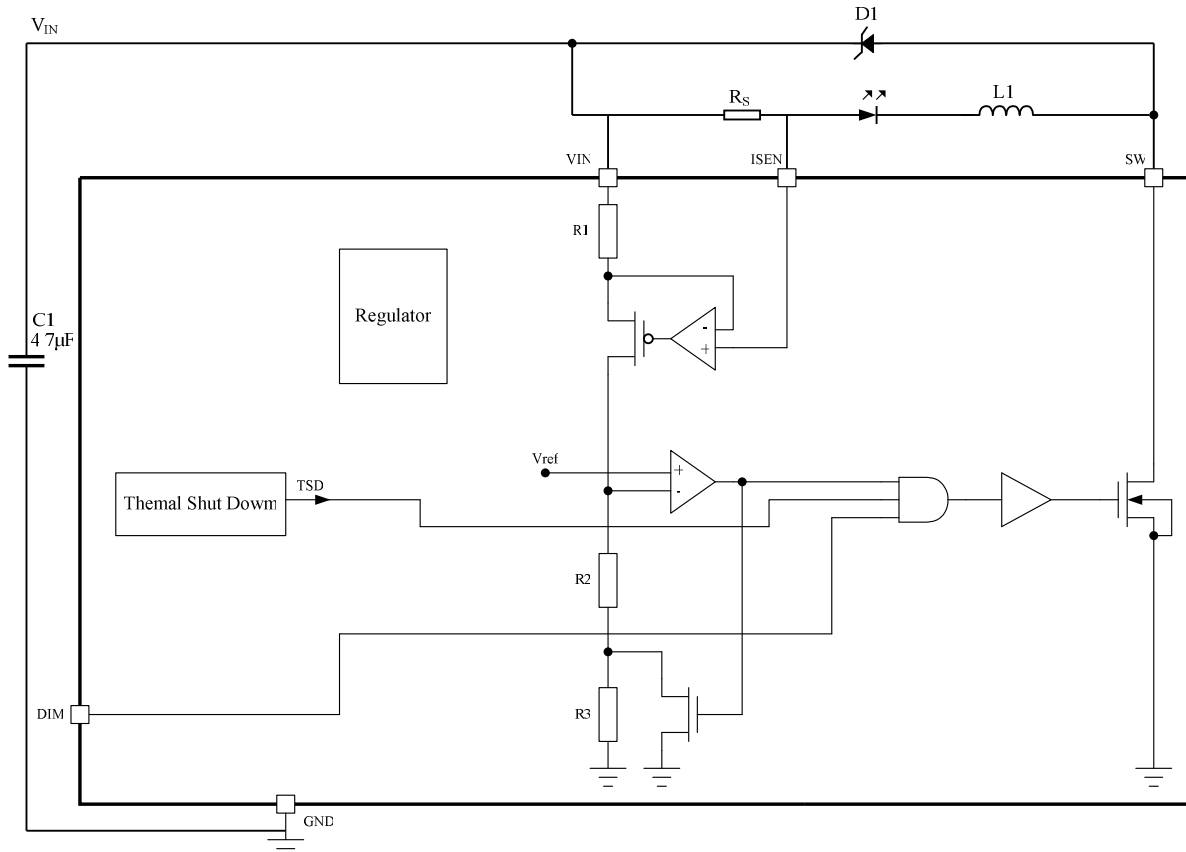 D1
VIN
RS
L1
VIN
ISEN
SW
R1
Regulator
-
+
C1
4 7µF
Vref
+
-
TSD
Themal Shut Down
R2
DIM
R3
GND